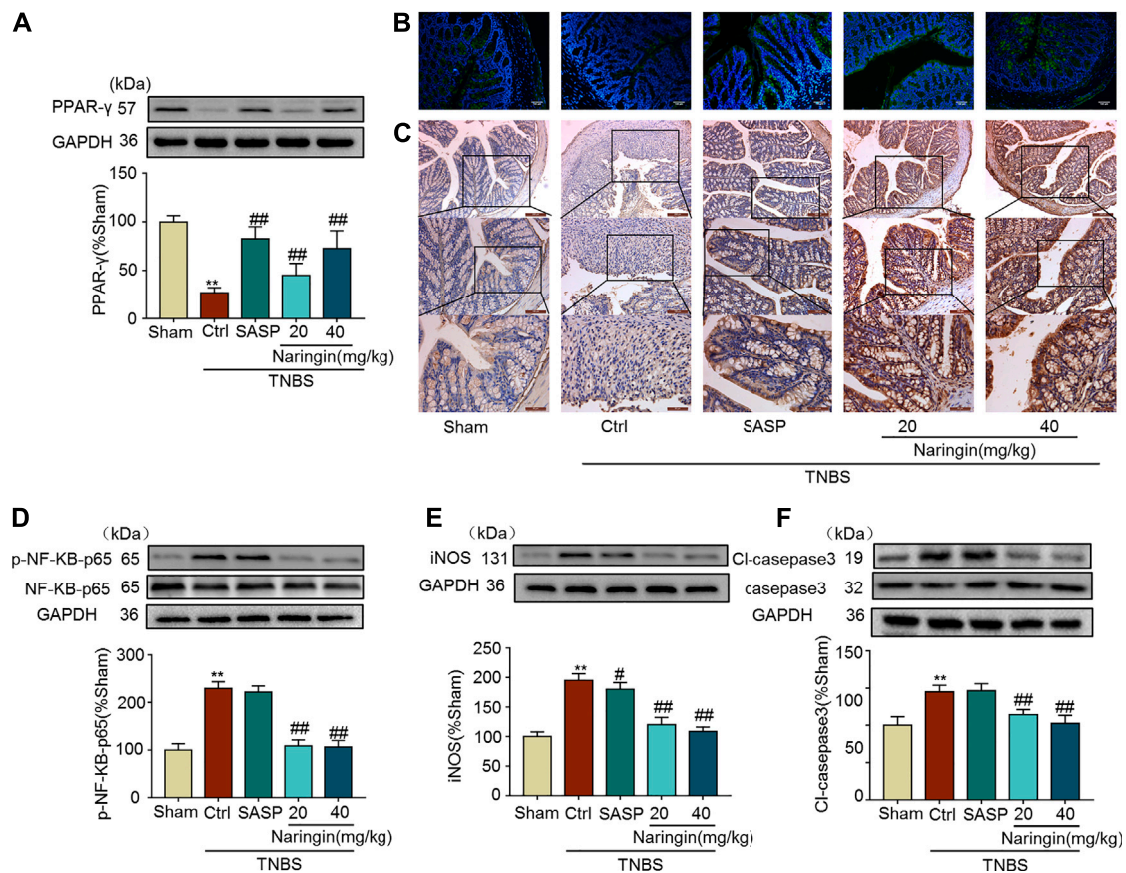 A
(kDa)
PPAR-γ 57
GAPDH 36
PPAR-γ(%Sham)
150
100
50
0
**
##
##
##
Sham Ctrl SASP 20 40
Naringin(mg/kg)
TNBS
B
C
Sham Ctrl SASP 20 40
Naringin(mg/kg)
TNBS
D
(kDa)
p-NF-KB-p65 65
NF-KB-p65 65
GAPDH 36
p-NF-KB-p65(%Sham)
300
200
100
0
**
##
##
Sham Ctrl SASP 20 40
Naringin(mg/kg)
TNBS
E
(kDa)
iNOS 131
GAPDH 36
iNOS(%Sham)
250
200
150
100
50
0
**
#
##
##
Sham Ctrl SASP 20 40
Naringin(mg/kg)
TNBS
F
(kDa)
Cl-casepase3 19
casepase3 32
GAPDH 36
Cl-casepase3(%Sham)
150
100
50
0
**
##
##
Sham Ctrl SASP 20 40
Naringin(mg/kg)
TNBS